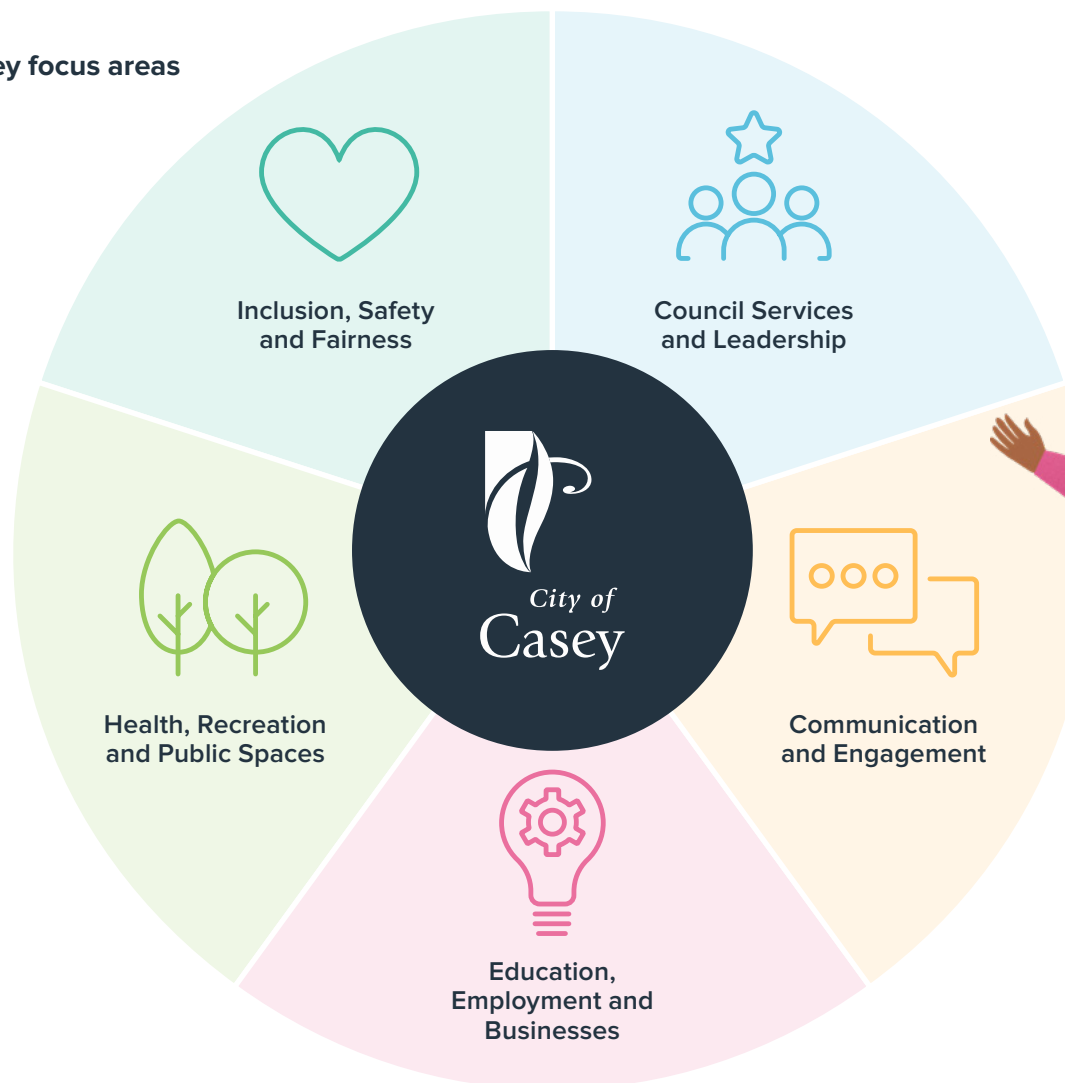 ey focus areas
Inclusion, Safety
and Fairness
Council Services
and Leadership
City of
Casey
Health, Recreation
and Public Spaces
Communication
and Engagement
Education,
Employment and
Businesses